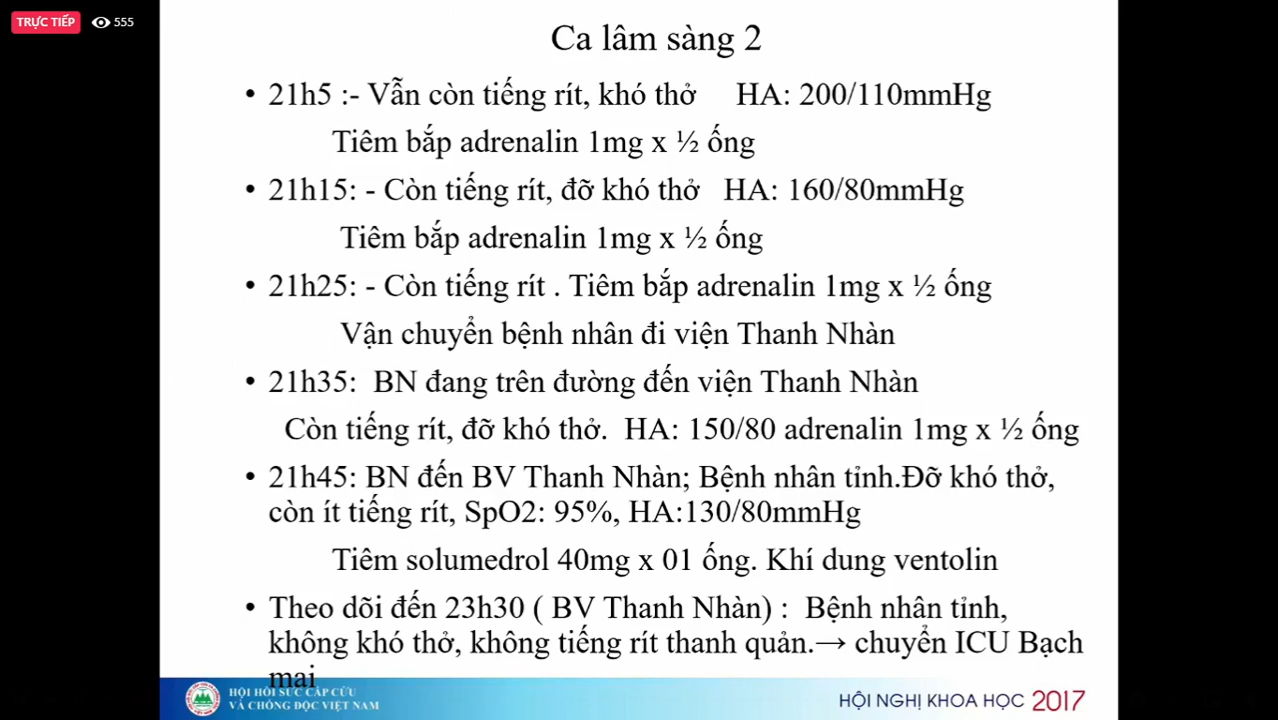 TRỰC TIẾP 555
Ca lâm sàng 2
• 21h5 :- Vẫn còn tiếng rít, khó thở HA: 200/110mmHg
Tiêm bắp adrenalin 1mg x ½ ống
• 21h15: - Còn tiếng rít, đỡ khó thở HA: 160/80mmHg
Tiêm bắp adrenalin 1mg x ½ ống
• 21h25: - Còn tiếng rít . Tiêm bắp adrenalin 1mg x ½ ống
Vận chuyển bệnh nhân đi viện Thanh Nhàn
• 21h35: BN đang trên đường đến viện Thanh Nhàn
Còn tiếng rít, đỡ khó thở. HA: 150/80 adrenalin 1mg x ½ ống
• 21h45: BN đến BV Thanh Nhàn; Bệnh nhân tỉnh.Đỡ khó thở,
còn ít tiếng rít, SpO2: 95%, HA:130/80mmHg
Tiêm solumedrol 40mg x 01 ống. Khí dung ventolin
• Theo dõi đến 23h30 ( BV Thanh Nhàn) : Bệnh nhân tỉnh,
không khó thở, không tiếng rít thanh quản.→ chuyển ICU Bạch
mai
HỘI HỒI SỨC CẤP CỨU
VÀ CHỐNG ĐỘC VIỆT NAM
HỘI NGHỊ KHOA HỌC 2017